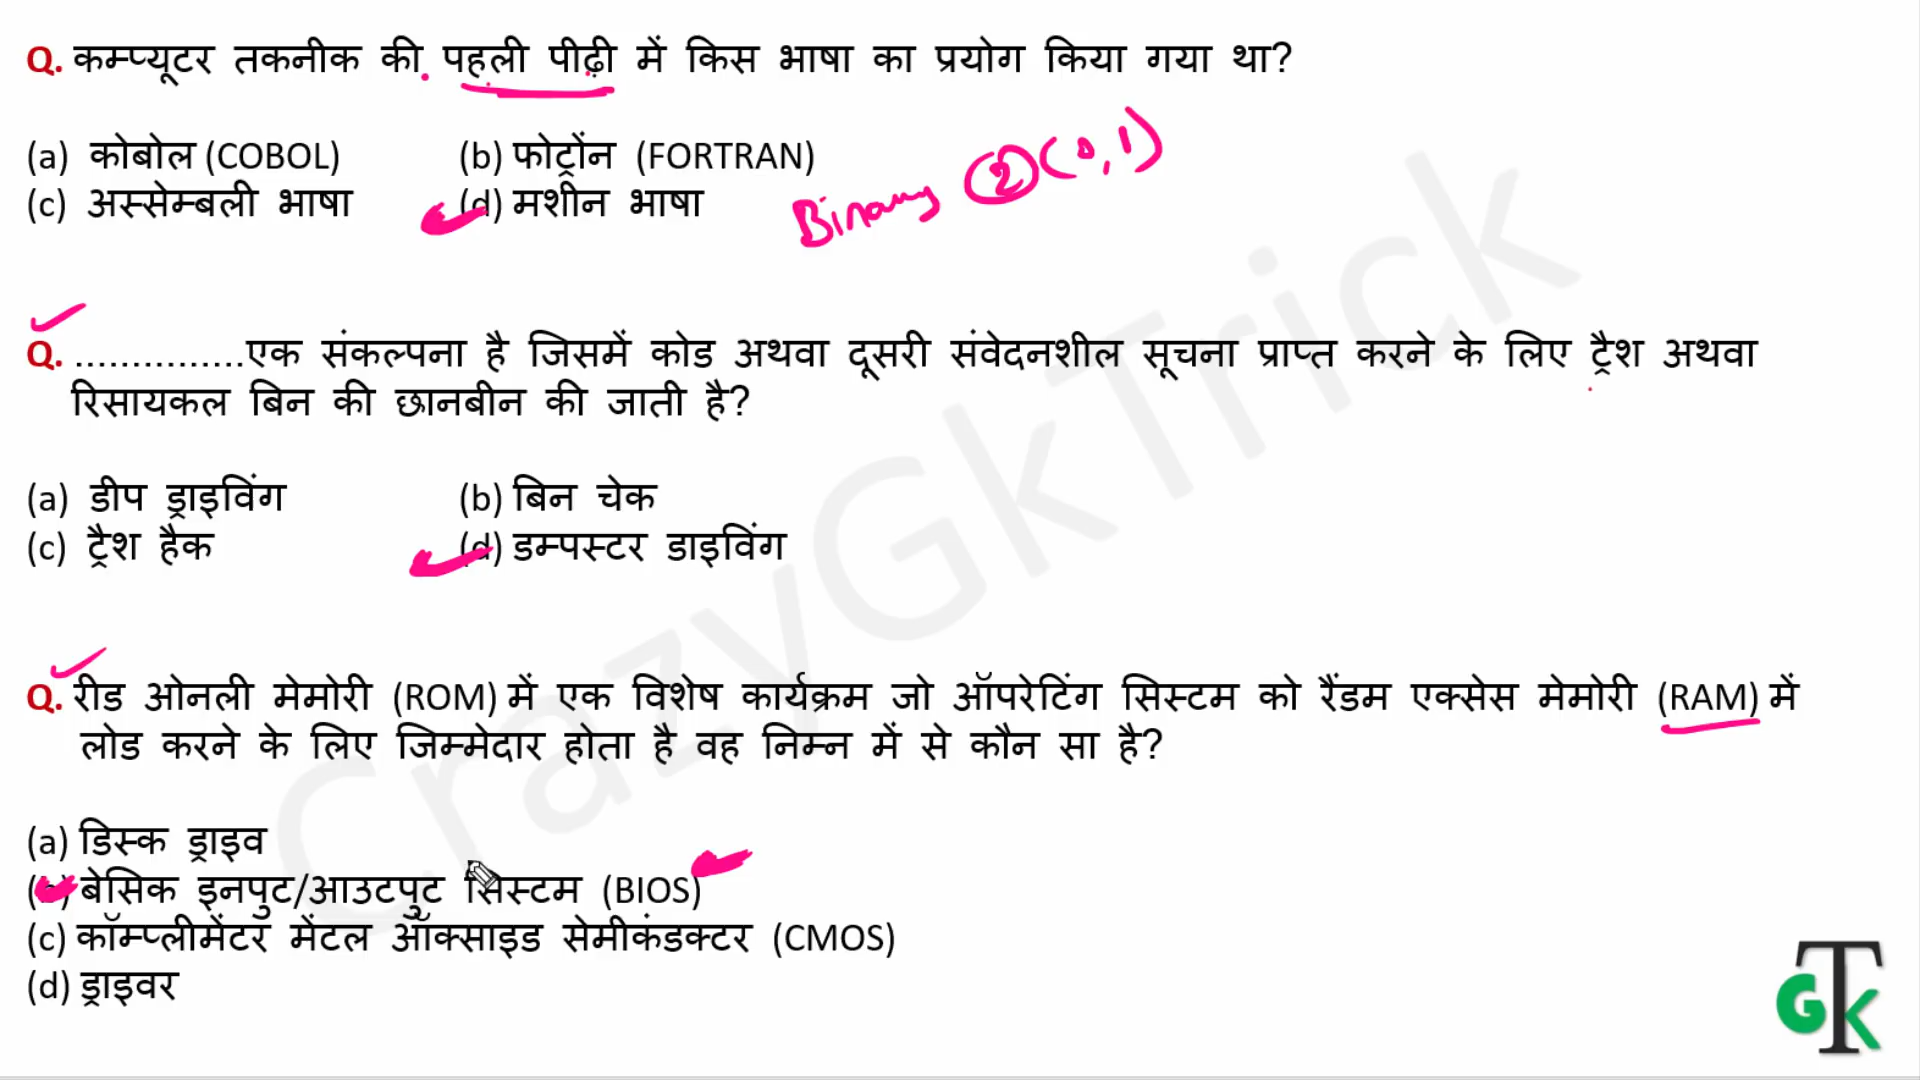 Q. कम्प्यूटर तकनीक की पहली पीढ़ी में किस भाषा का प्रयोग किया गया था?
(a) कोबोल (COBOL) (b) फोट्रोंन (FORTRAN)
(c) अस्सेम्बली भाषा (d) मशीन भाषा
Binary 2 (0,1)
Q. ...............एक संकल्पना है जिसमें कोड अथवा दूसरी संवेदनशील सूचना प्राप्त करने के लिए ट्रैश अथवा
रिसायकल बिन की छानबीन की जाती है?
(a) डीप ड्राइविंग (b) बिन चेक
(c) ट्रैश हैक (d) डम्पस्टर डाइविंग
Q. रीड ओनली मेमोरी (ROM) में एक विशेष कार्यक्रम जो ऑपरेटिंग सिस्टम को रैंडम एक्सेस मेमोरी (RAM) में
लोड करने के लिए जिम्मेदार होता है वह निम्न में से कौन सा है?
(a) डिस्क ड्राइव
(b) बेसिक इनपुट/आउटपुट सिस्टम (BIOS)
(c) कॉम्प्लीमेंटर मेंटल ऑक्साइड सेमीकंडक्टर (CMOS)
(d) ड्राइवर
CrazyGkTrick
GTK